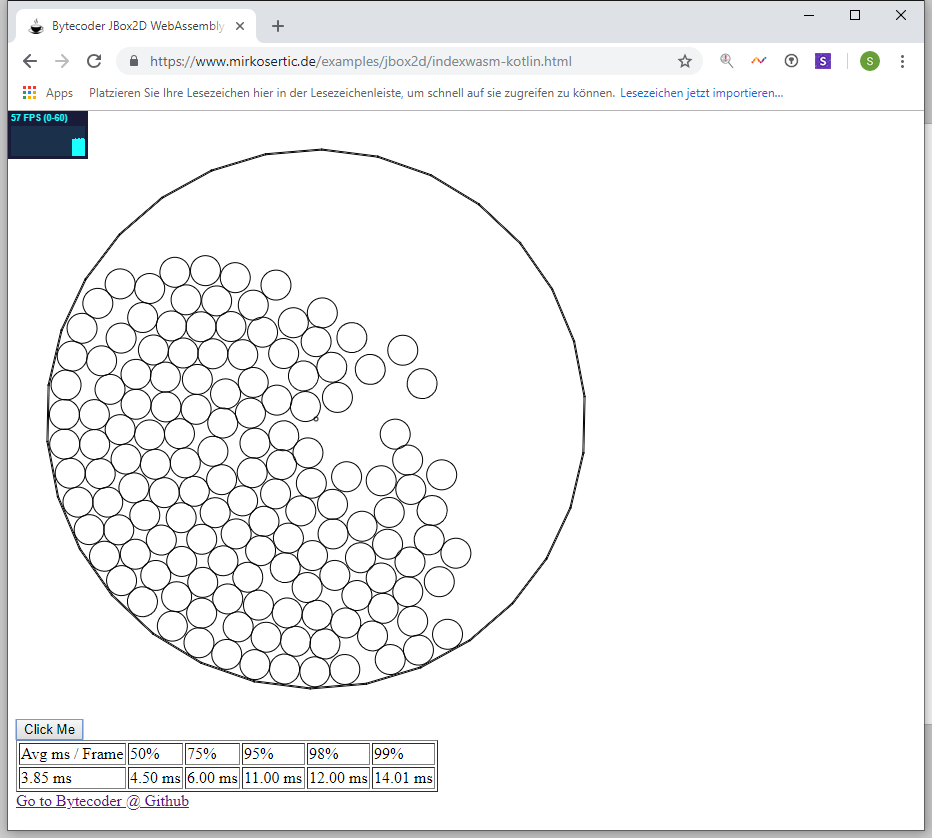 Bytecoder JBox2D WebAssembly
https://www.mirkosertic.de/examples/jbox2d/indexwasm-kotlin.html
S
S
Apps Platzieren Sie Ihre Lesezeichen hier in der Lesezeichenleiste, um schnell auf sie zugreifen zu können. Lesezeichen jetzt importieren...
57 FPS (0-60)
Click Me
Avg ms / Frame 50% 75% 95% 98% 99%
3.85 ms 4.50 ms 6.00 ms 11.00 ms 12.00 ms 14.01 ms
Go to Bytecoder @ Github